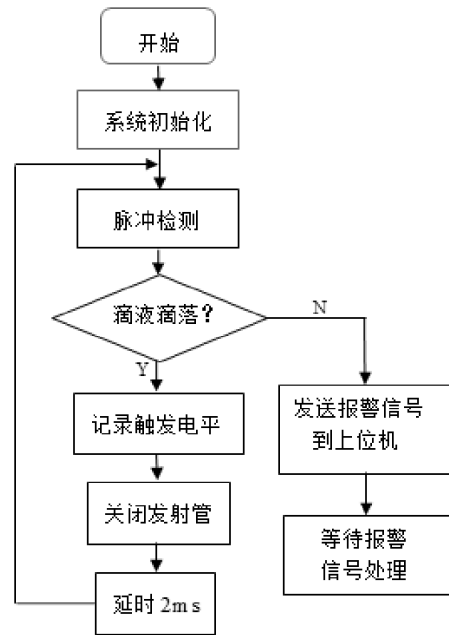 开始
系统初始化
脉冲检测
滴液滴落?
N
Y
记录触发电平
发送报警信号
到上位机
关闭发射管
等待报警
信号处理
延时 2ms